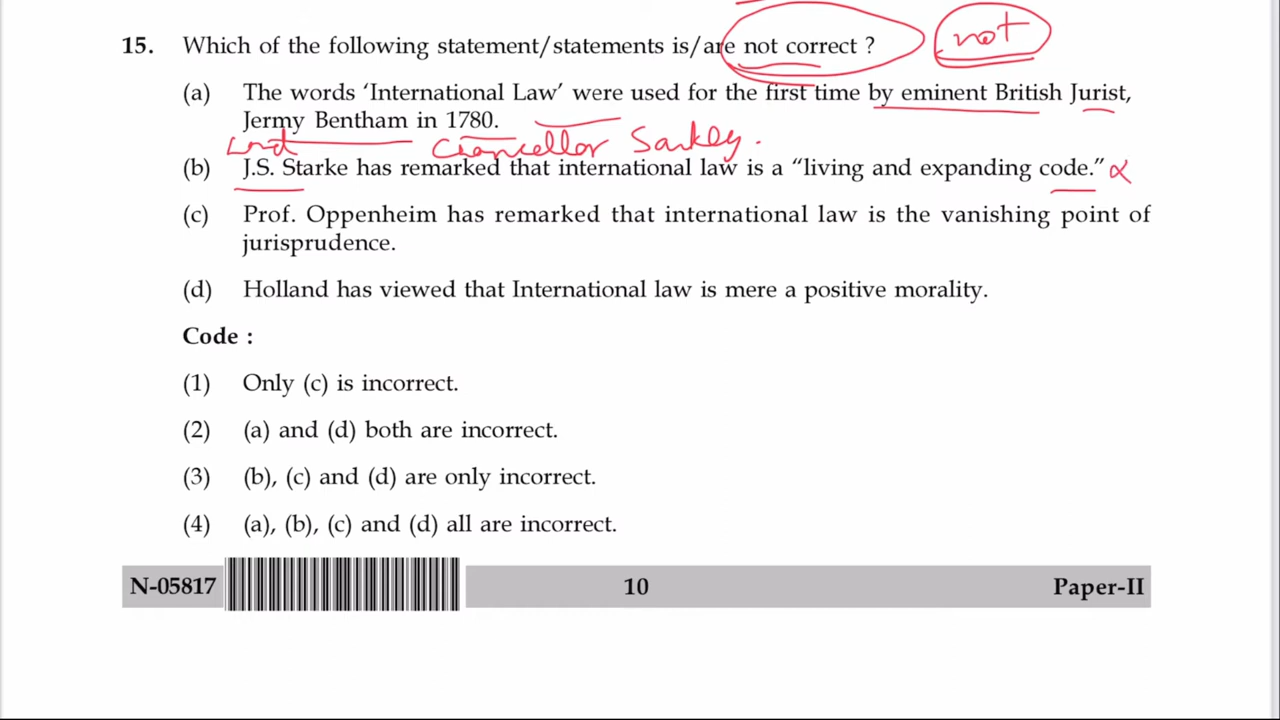 15. Which of the following statement/statements is/are not correct ? not
(a) The words ‘International Law’ were used for the first time by eminent British Jurist,
Jermy Bentham in 1780.
Lord Chancellor Sankey.
(b) J.S. Starke has remarked that international law is a “living and expanding code.”
(c) Prof. Oppenheim has remarked that international law is the vanishing point of
jurisprudence.
(d) Holland has viewed that International law is mere a positive morality.
Code :
(1) Only (c) is incorrect.
(2) (a) and (d) both are incorrect.
(3) (b), (c) and (d) are only incorrect.
(4) (a), (b), (c) and (d) all are incorrect.
N-05817 10 Paper-II